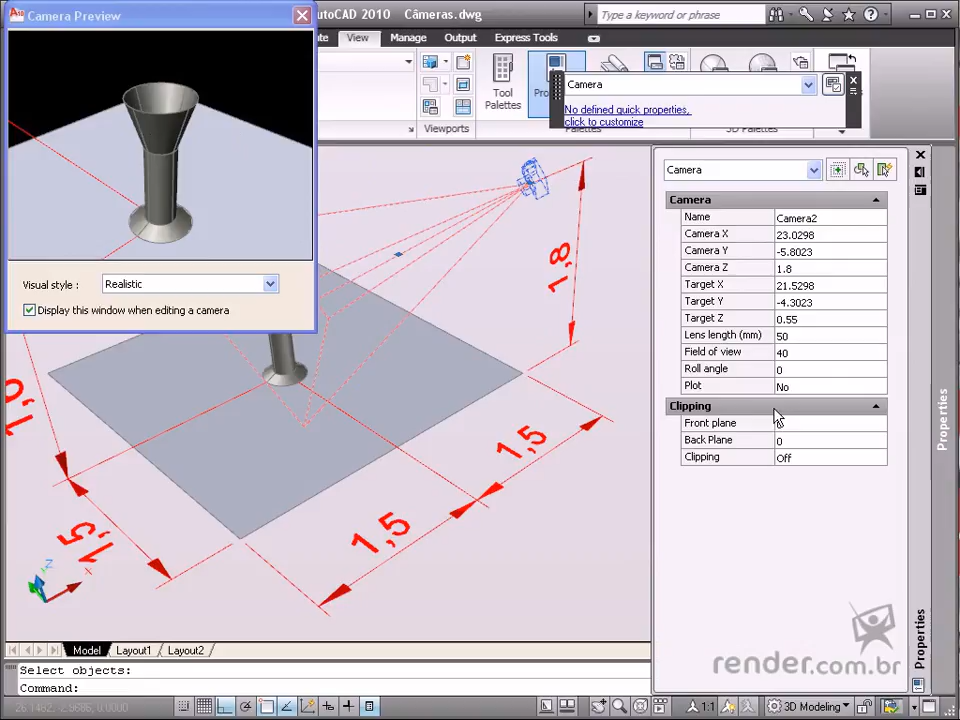 Camera Preview
AutoCAD 2010 Câmeras.dwg
Type a keyword or phrase
View Manage Output Express Tools
Tool Palettes
Viewports
Camera
No defined quick properties,
click to customize
Visual style : Realistic
Display this window when editing a camera
1,8
1,5
1,5
1,5
Camera
Camera
Name Camera2
Camera X 23.0298
Camera Y -5.8023
Camera Z 1.8
Target X 21.5298
Target Y -4.3023
Target Z 0.55
Lens length (mm) 50
Field of view 40
Roll angle 0
Plot No
Clipping
Front plane
Back Plane 0
Clipping Off
Properties
Properties
Z
X
render.com.br
Model Layout1 Layout2
Select objects:
Command:
1:1 3D Modeling